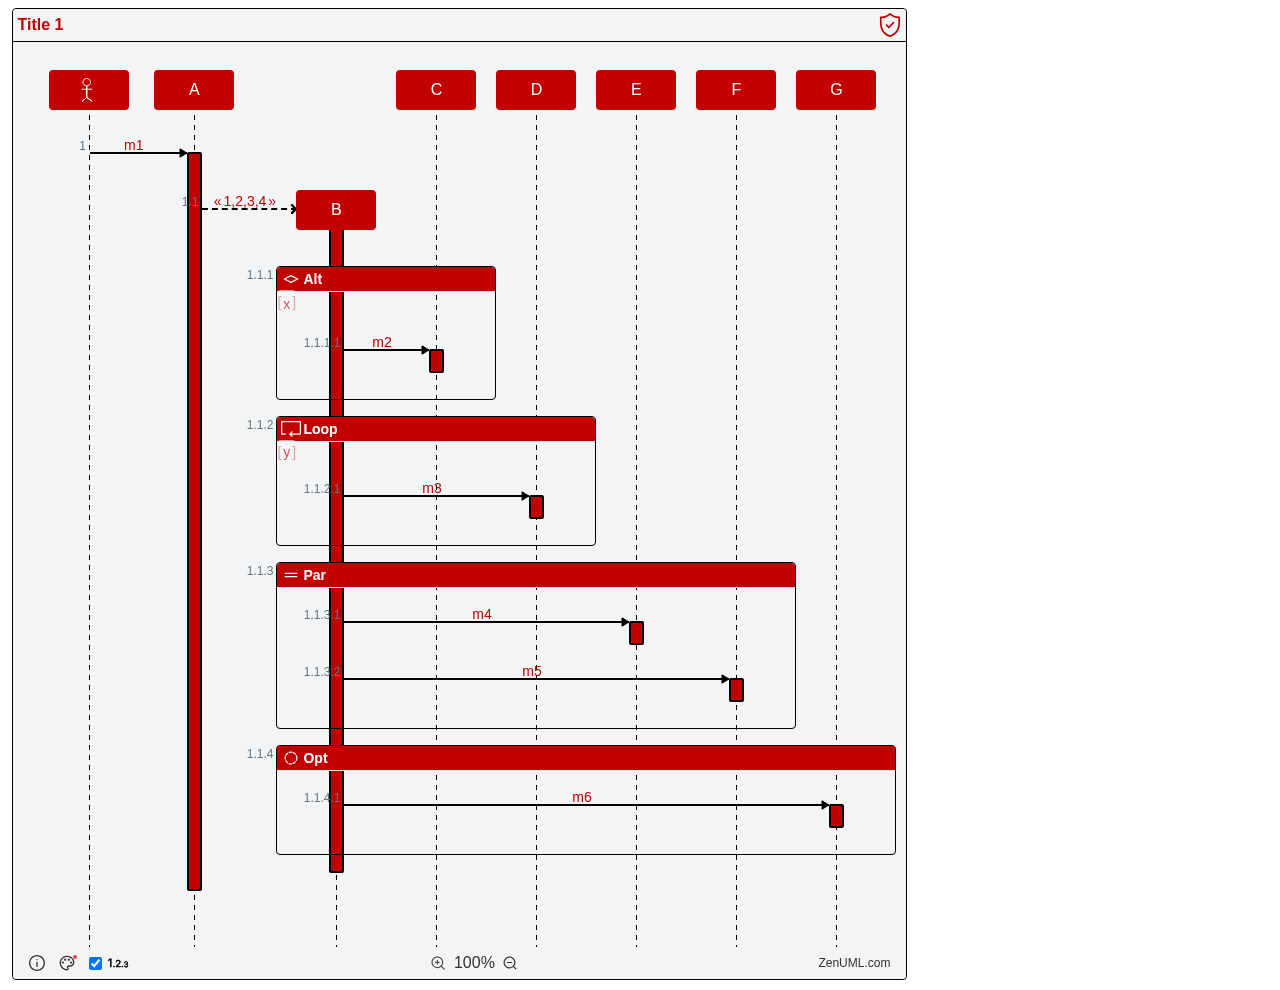 Title 1
A
C
D
E
F
G
1
m1
1.1
«1,2,3,4»
B
1.1.1
Alt
[x]
1.1.1.1
m2
1.1.2
Loop
[y]
1.1.2.1
m3
1.1.3
Par
1.1.3.1
m4
1.1.3.2
m5
1.1.4
Opt
1.1.4.1
m6
1.2.3
100%
ZenUML.com